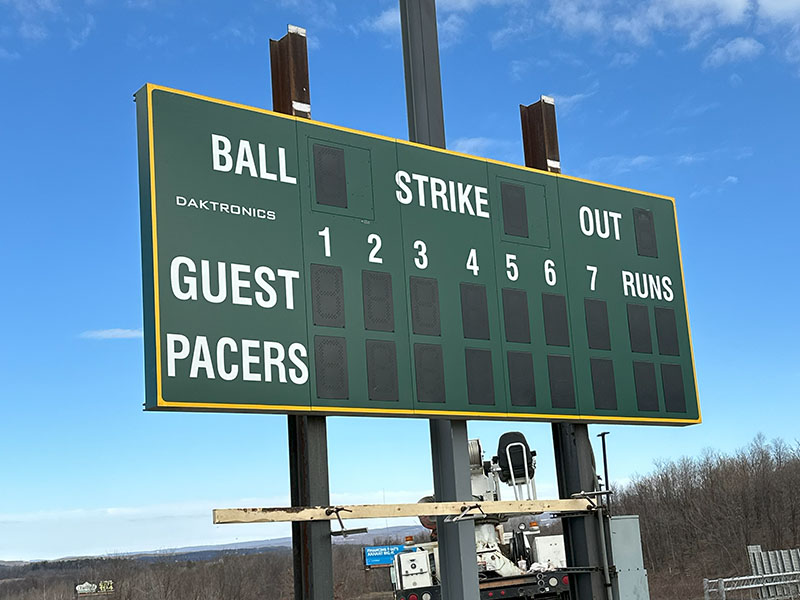 BALL STRIKE OUT
DAKTRONICS
1 2 3 4 5 6 7 RUNS
GUEST
PACERS